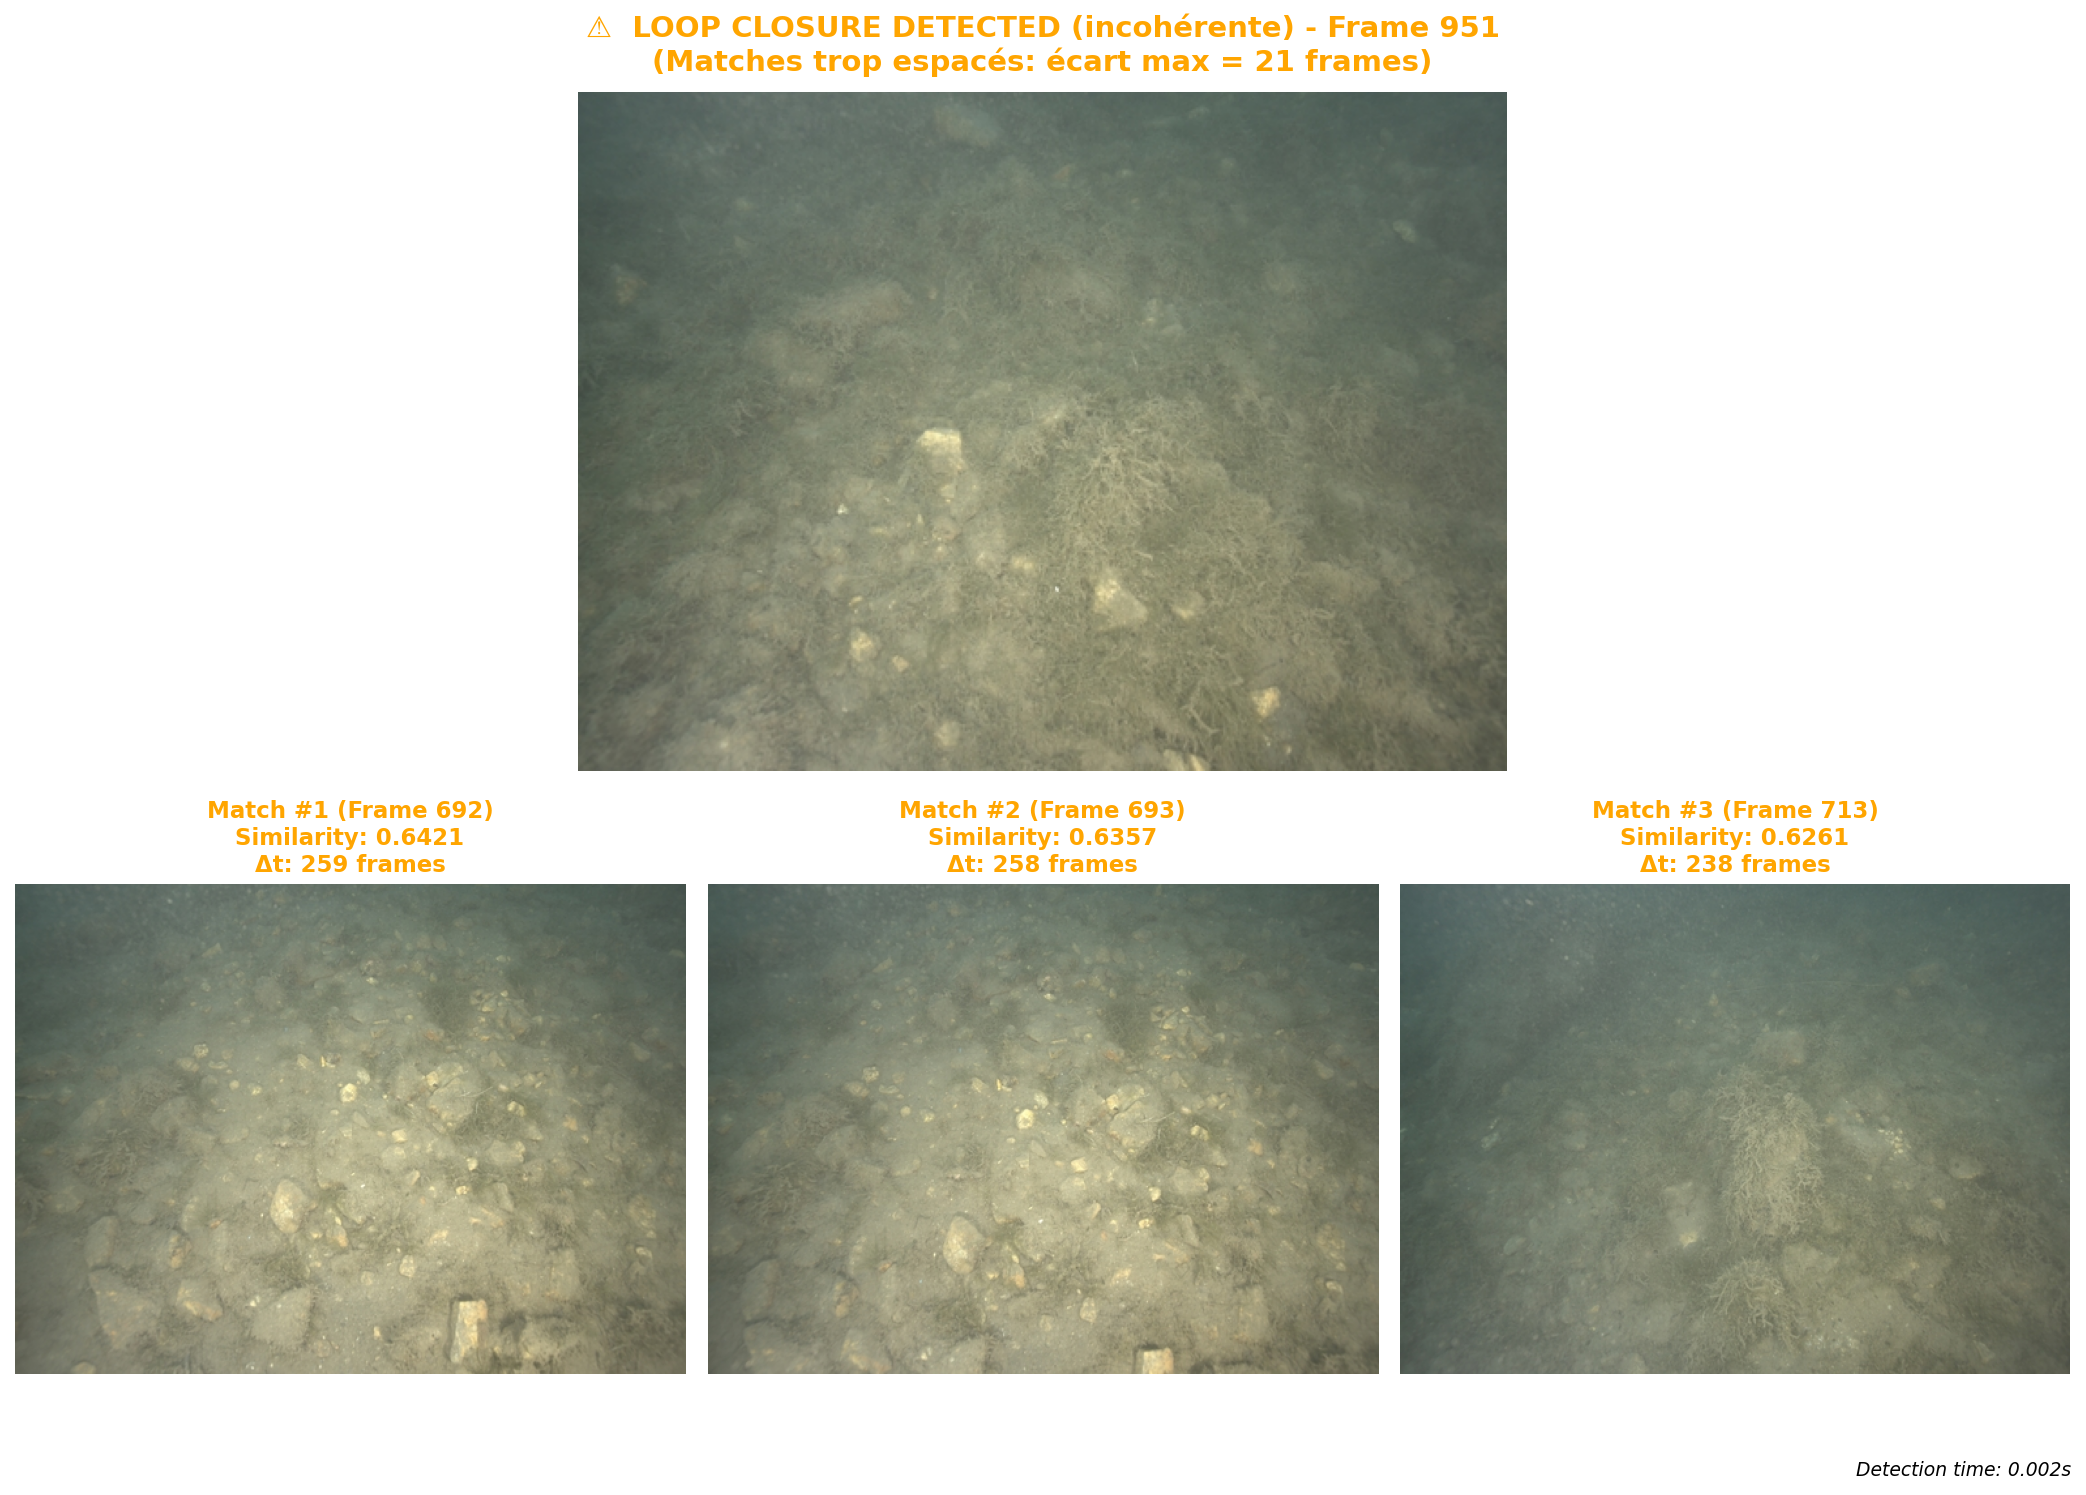 ⚠ LOOP CLOSURE DETECTED (incohérente) - Frame 951
(Matches trop espacés: écart max = 21 frames)
Match #1 (Frame 692)
Similarity: 0.6421
Δt: 259 frames
Match #2 (Frame 693)
Similarity: 0.6357
Δt: 258 frames
Match #3 (Frame 713)
Similarity: 0.6261
Δt: 238 frames
Detection time: 0.002s